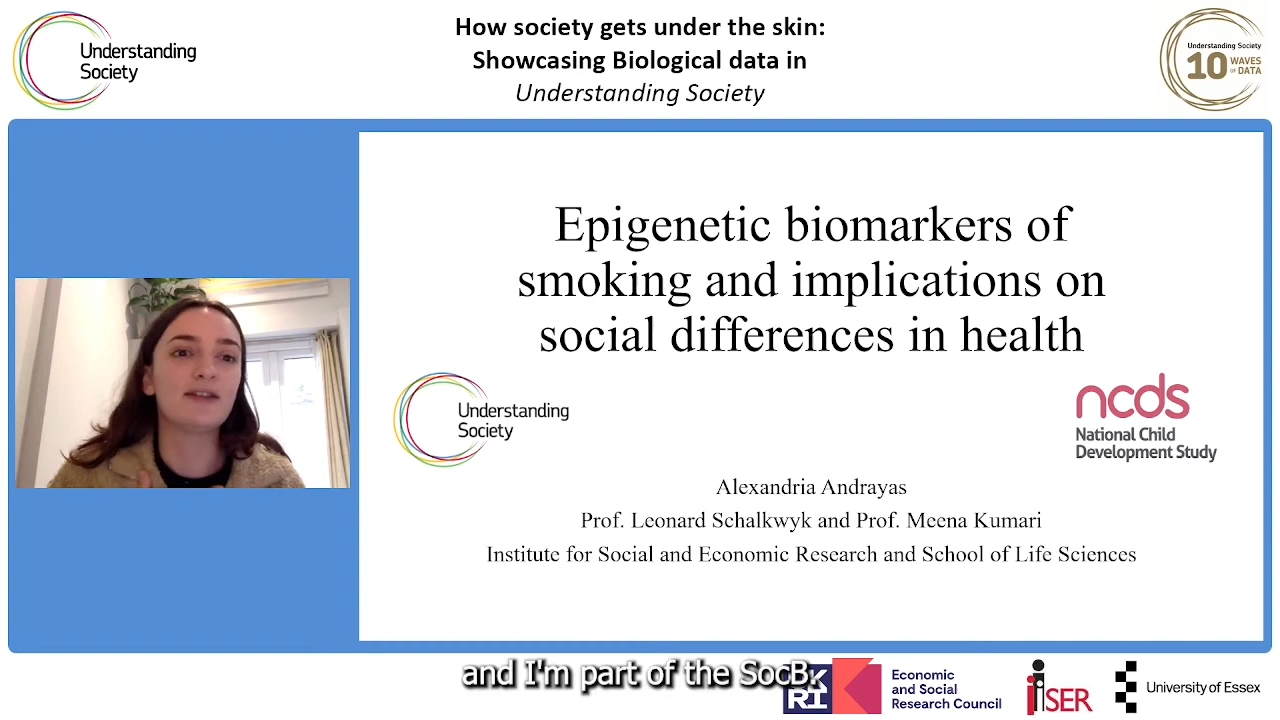 Understanding
Society
How society gets under the skin:
Showcasing Biological data in
Understanding Society
Understanding Society
10 WAVES
OF DATA
Epigenetic biomarkers of
smoking and implications on
social differences in health
Understanding
Society
ncds
National Child
Development Study
Alexandria Andrayas
Prof. Leonard Schalkwyk and Prof. Meena Kumari
Institute for Social and Economic Research and School of Life Sciences
and I'm part of the SocB.
Economic
and Social
Research Council
iSER
University of Essex